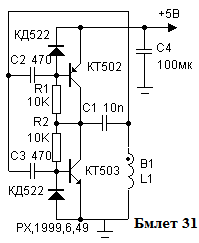 +5В
КД522
C2 470
КТ502
C4
100мк
R1
10K
C1 10n
R2
10K
C3 470
КТ503
КД522
B1
L1
РХ,1999,6,49
Бмлет 31